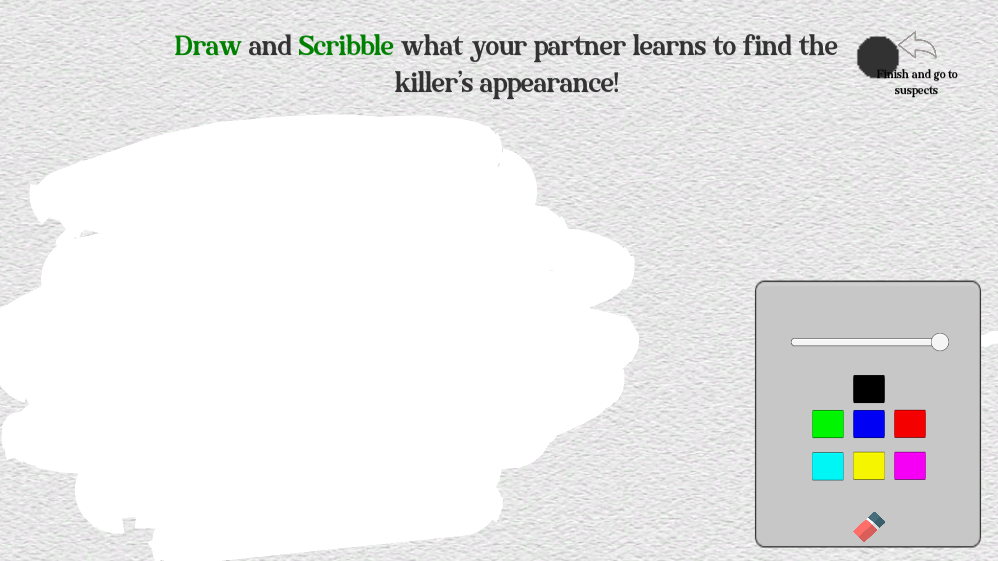 Draw and Scribble what your partner learns to find the
killer's appearance!
Finish and go to
suspects